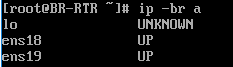 [root@BR-RTR ~]# ip -br a
lo UNKNOWN
ens18 UP
ens19 UP